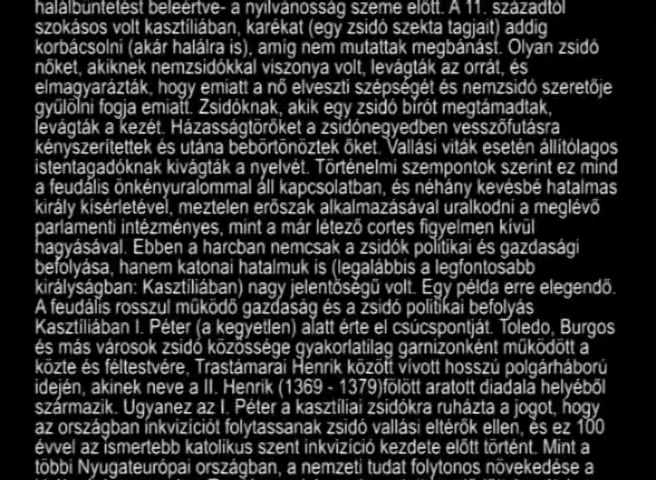 halálbüntetést beleértve- a nyilvánosság szeme előtt. A 11. századtól
szokásos volt kasztíliában, karékat (egy zsidó szekta tagjait) addig
korbácsolni (akár halálra is), amíg nem mutattak megbánást. Olyan zsidó
nőket, akiknek nemzsidókkal viszonya volt, levágták az orrát, és
elmagyarázták, hogy emiatt a nő elveszti szépségét és nemzsidó szeretője
gyűlölni fogja emiatt. Zsidóknak, akik egy zsidó bírót megtámadtak,
levágták a kezét. Házasságtörőket a zsidónegyedben vesszőfutásra
kényszerítettek és utána bebörtönöztek őket. Vallási viták esetén állítólagos
istentagadóknak kivágták a nyelvét. Történelmi szempontok szerint ez mind
a feudális önkényuralommal áll kapcsolatban, és néhány kevésbé hatalmas
király kísérletével, meztelen erőszak alkalmazásával uralkodni a meglévő
parlamenti intézményes, mint a már létező cortes figyelmen kívül
hagyásával. Ebben a harcban nemcsak a zsidók politikai és gazdasági
befolyása, hanem katonai hatalmuk is (legalábbis a legfontosabb
királyságban: Kasztíliában) nagy jelentőségű volt. Egy példa erre elegendő.
A feudális rosszul működő gazdaság és a zsidó politikai befolyás
Kasztíliában I. Péter (a kegyetlen) alatt érte el csúcspontját. Toledo, Burgos
és más városok zsidó közössége gyakorlatilag garnizonként működött a
közte és féltestvére, Trastámarai Henrik között vívott hosszú polgárháború
idején, akinek neve a II. Henrik (1369 - 1379)fölött aratott diadala helyéből
származik. Ugyanez az I. Péter a kasztíliai zsidókra ruházta a jogot, hogy
az országban inkvizíciót folytassanak zsidó vallási eltérők ellen, és ez 100
évvel az ismertebb katolikus szent inkvizíció kezdete előtt történt. Mint a
többi Nyugateurópai országban, a nemzeti tudat folytonos növekedése a